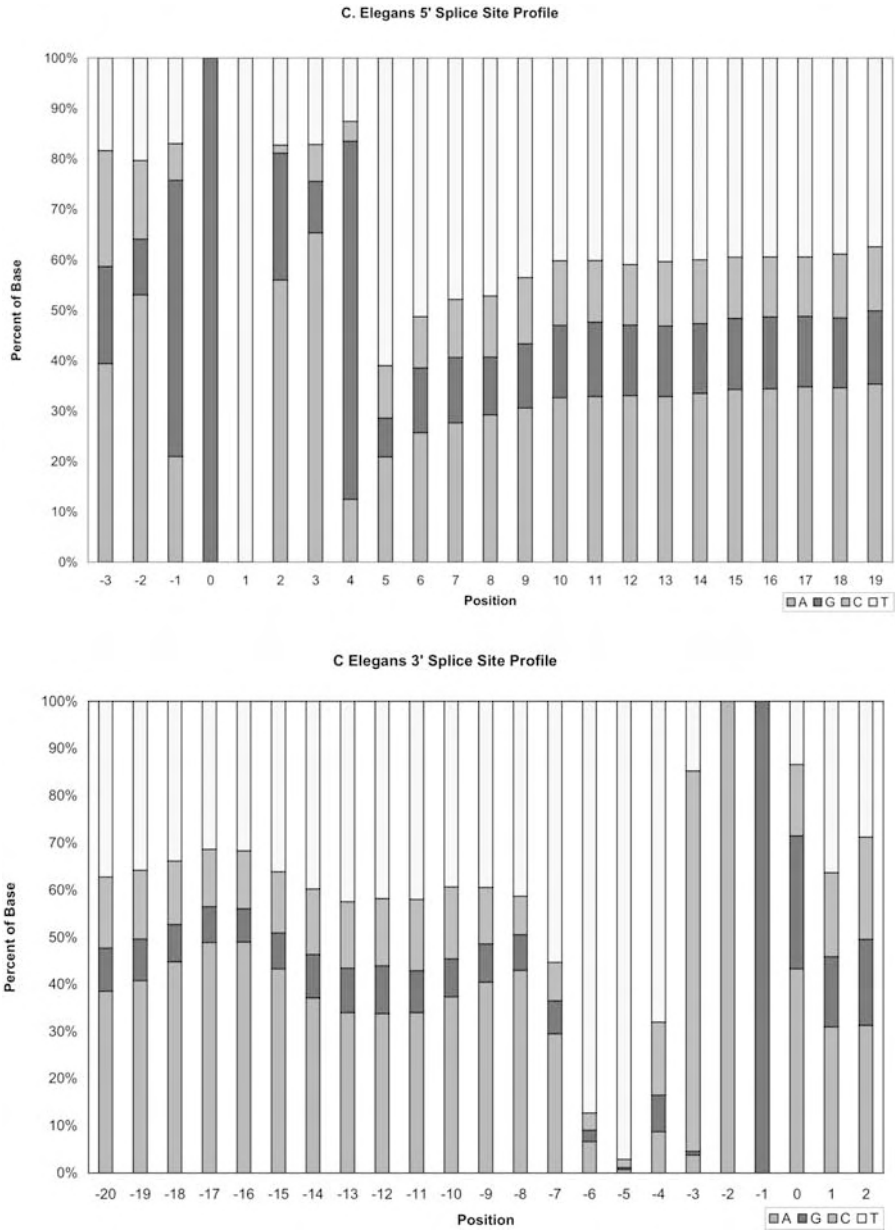 C. Elegans 5' Splice Site Profile
100%
90%
80%
70%
60%
50%
40%
30%
20%
10%
0%
Percent of Base
-3 -2 -1 0 1 2 3 4 5 6 7 8 9 10 11 12 13 14 15 16 17 18 19
Position
A G C T
C Elegans 3' Splice Site Profile
100%
90%
80%
70%
60%
50%
40%
30%
20%
10%
0%
Percent of Base
-20 -19 -18 -17 -16 -15 -14 -13 -12 -11 -10 -9 -8 -7 -6 -5 -4 -3 -2 -1 0 1 2
Position
A G C T